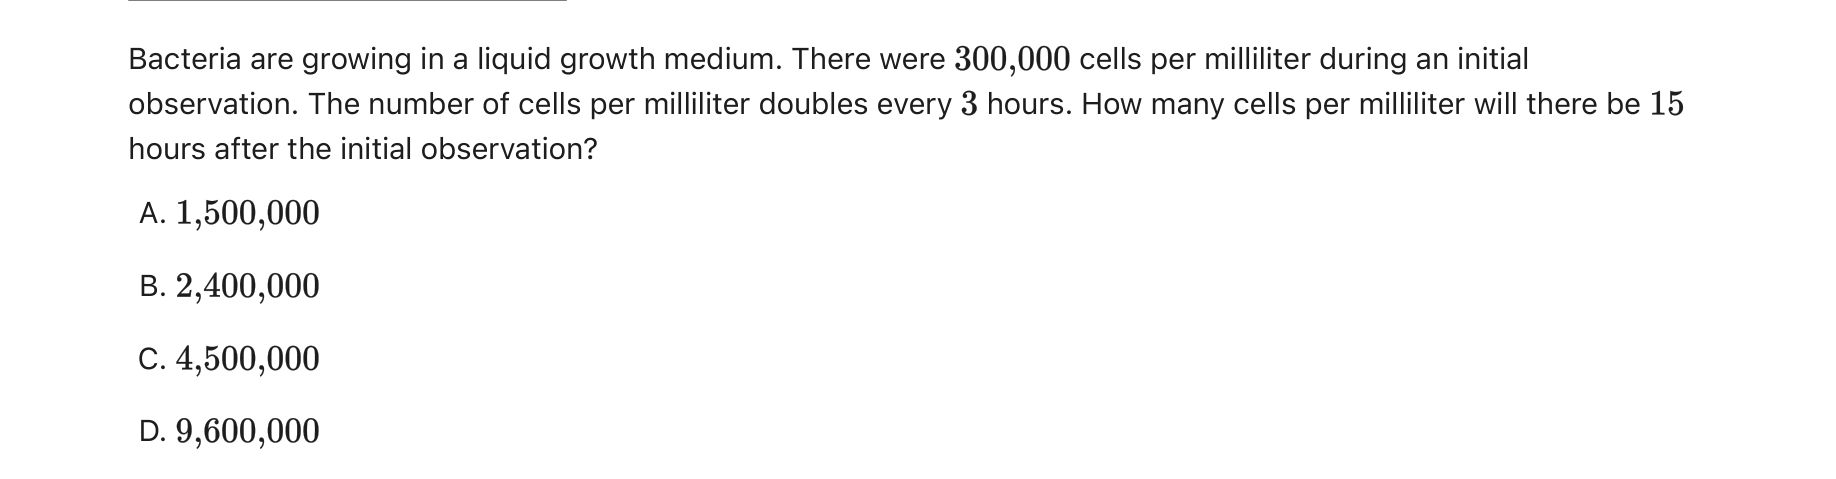 Bacteria are growing in a liquid growth medium. There were 300,000 cells per milliliter during an initial
observation. The number of cells per milliliter doubles every 3 hours. How many cells per milliliter will there be 15
hours after the initial observation?
A. 1,500,000
B. 2,400,000
C. 4,500,000
D. 9,600,000